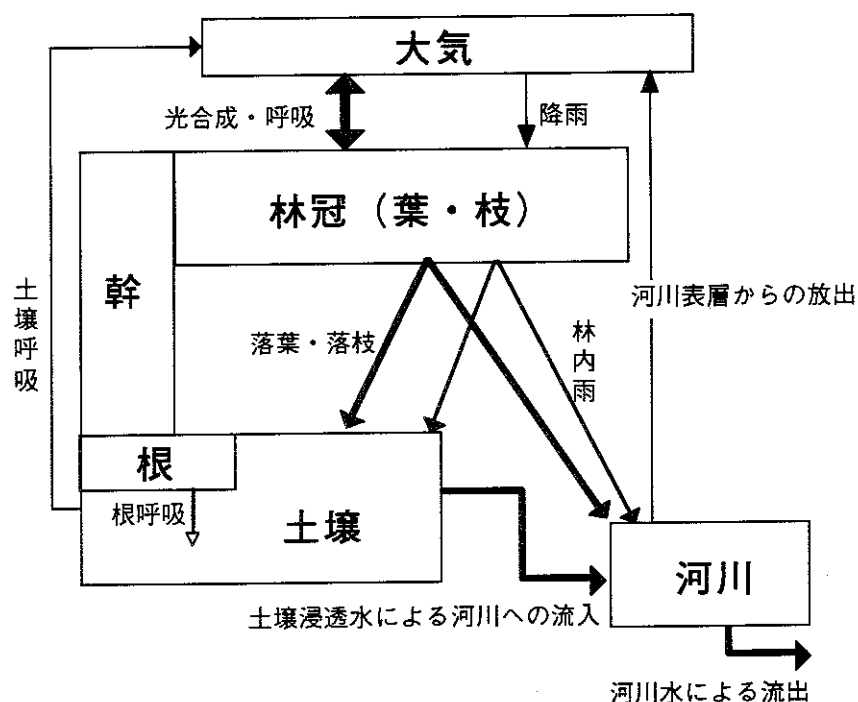 大気
光合成・呼吸
降雨
林冠（葉・枝）
幹
土壌呼吸
河川表層からの放出
落葉・落枝
林内雨
根
根呼吸
土壌
河川
土壌浸透水による河川への流入
河川水による流出